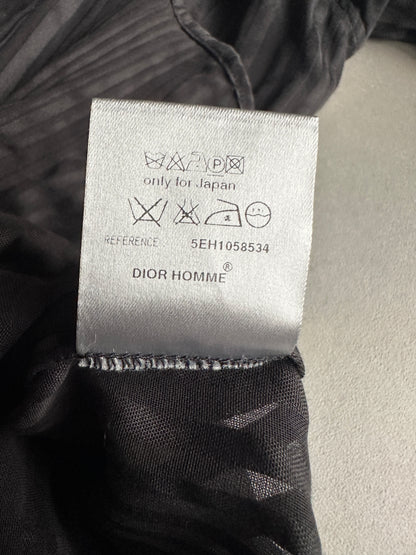 P
only for Japan
REFERENCE 5EH1058534
DIOR HOMME®